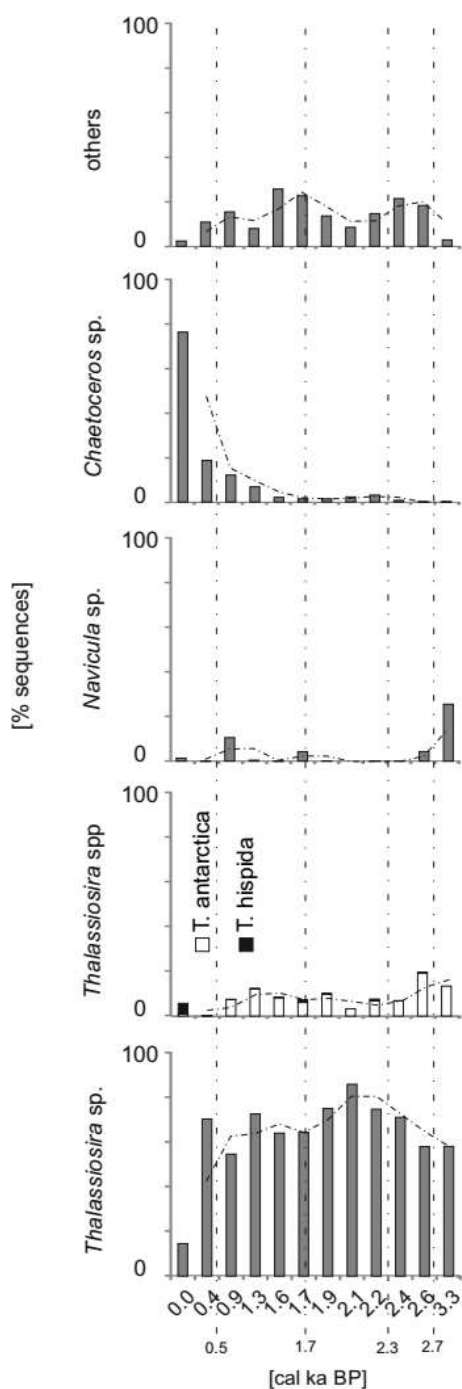 [% sequences]
Thalassiosira sp.
Thalassiosira spp
Navicula sp.
Chaetoceros sp.
others
100
0
100
0
100
0
100
0
100
0
T. antarctica
T. hispida
0.0
0.4
0.9
1.3
1.6
1.7
1.9
2.1
2.2
2.4
2.6
3.3
0.5
1.7
2.3
2.7
[cal ka BP]